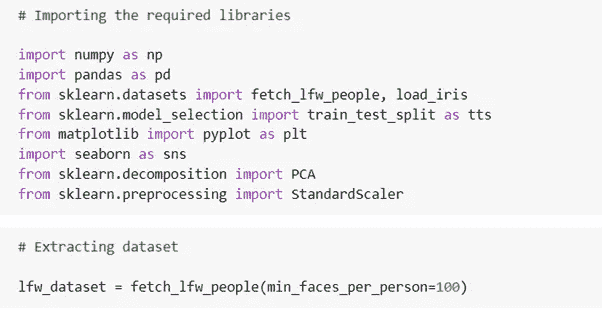 # Importing the required libraries
import numpy as np
import pandas as pd
from sklearn.datasets import fetch_lfw_people, load_iris
from sklearn.model_selection import train_test_split as tts
from matplotlib import pyplot as plt
import seaborn as sns
from sklearn.decomposition import PCA
from sklearn.preprocessing import StandardScaler
# Extracting dataset
lfw_dataset = fetch_lfw_people(min_faces_per_person=100)